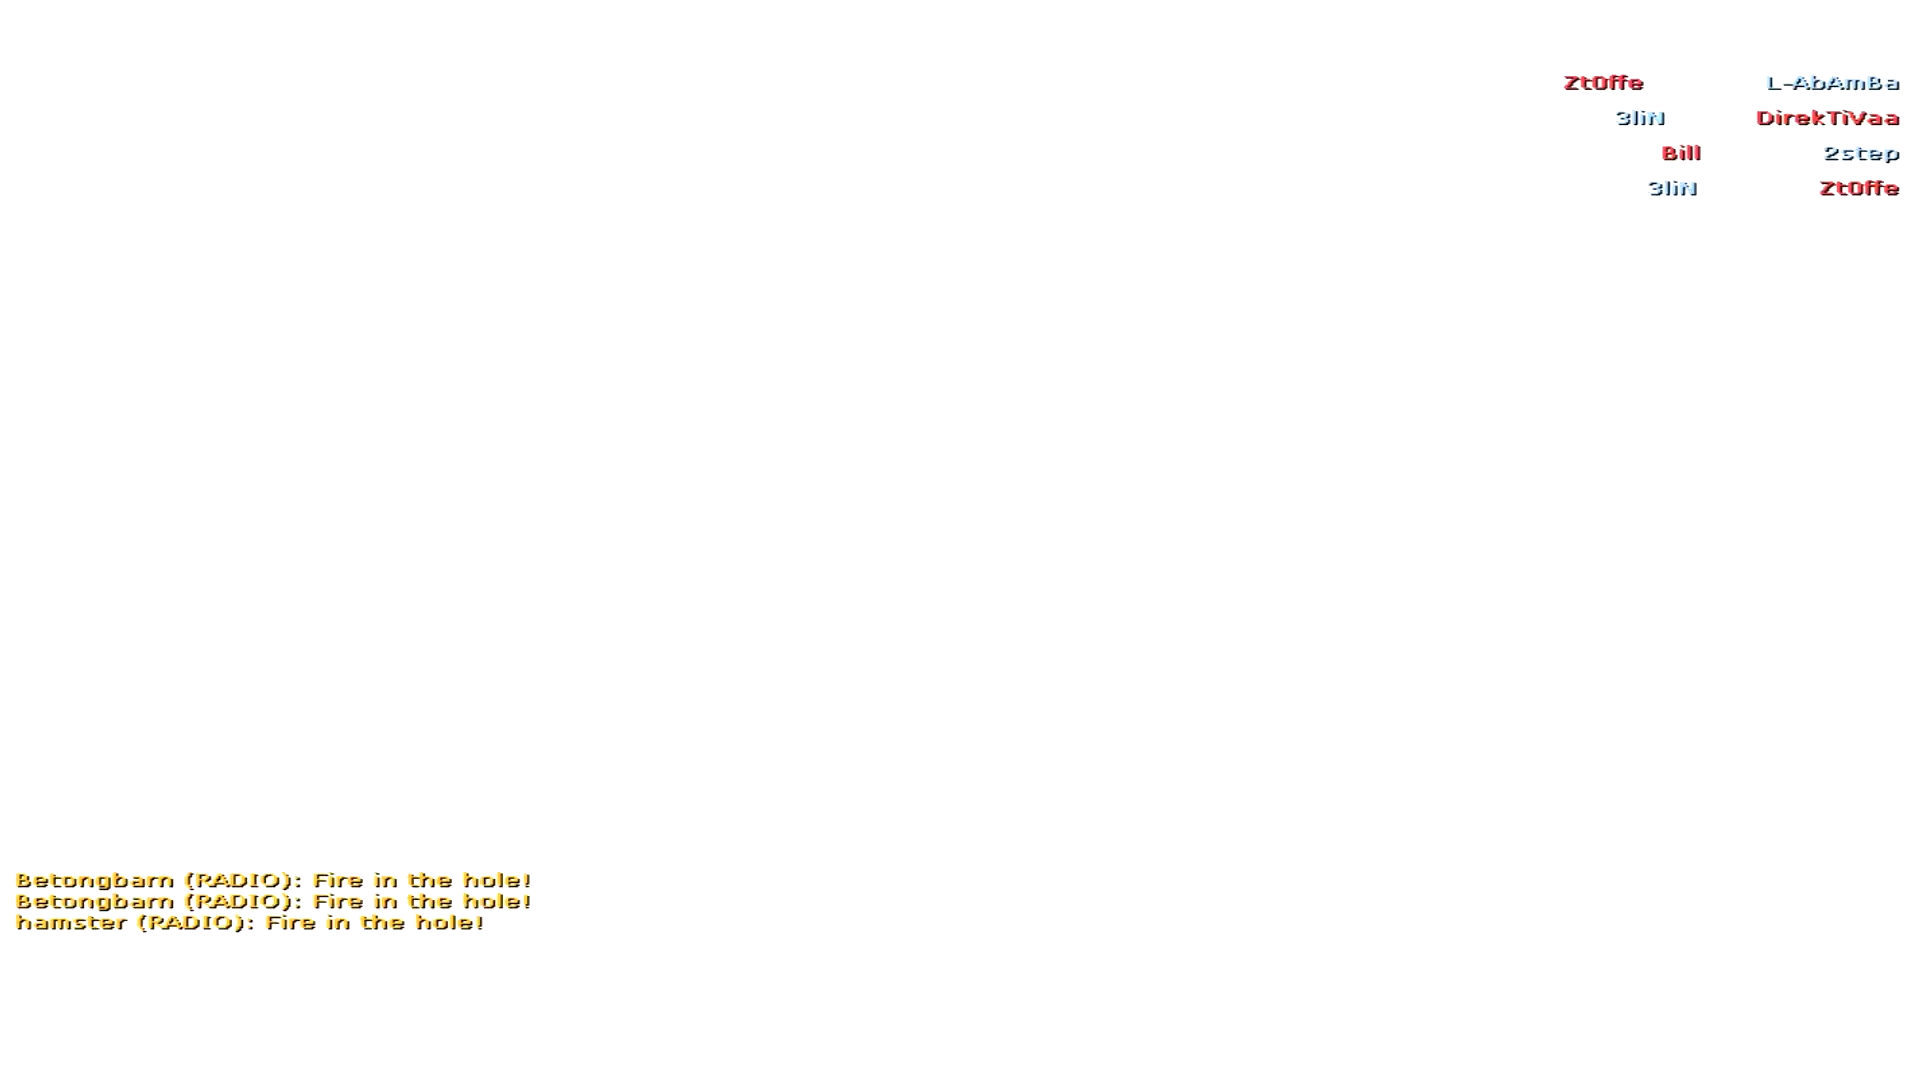 Zt0ffe L-AbAmBa
3liN DirekTiVaa
Bill 2step
3liN Zt0ffe
Betongbarn (RADIO): Fire in the hole!
Betongbarn (RADIO): Fire in the hole!
hamster (RADIO): Fire in the hole!